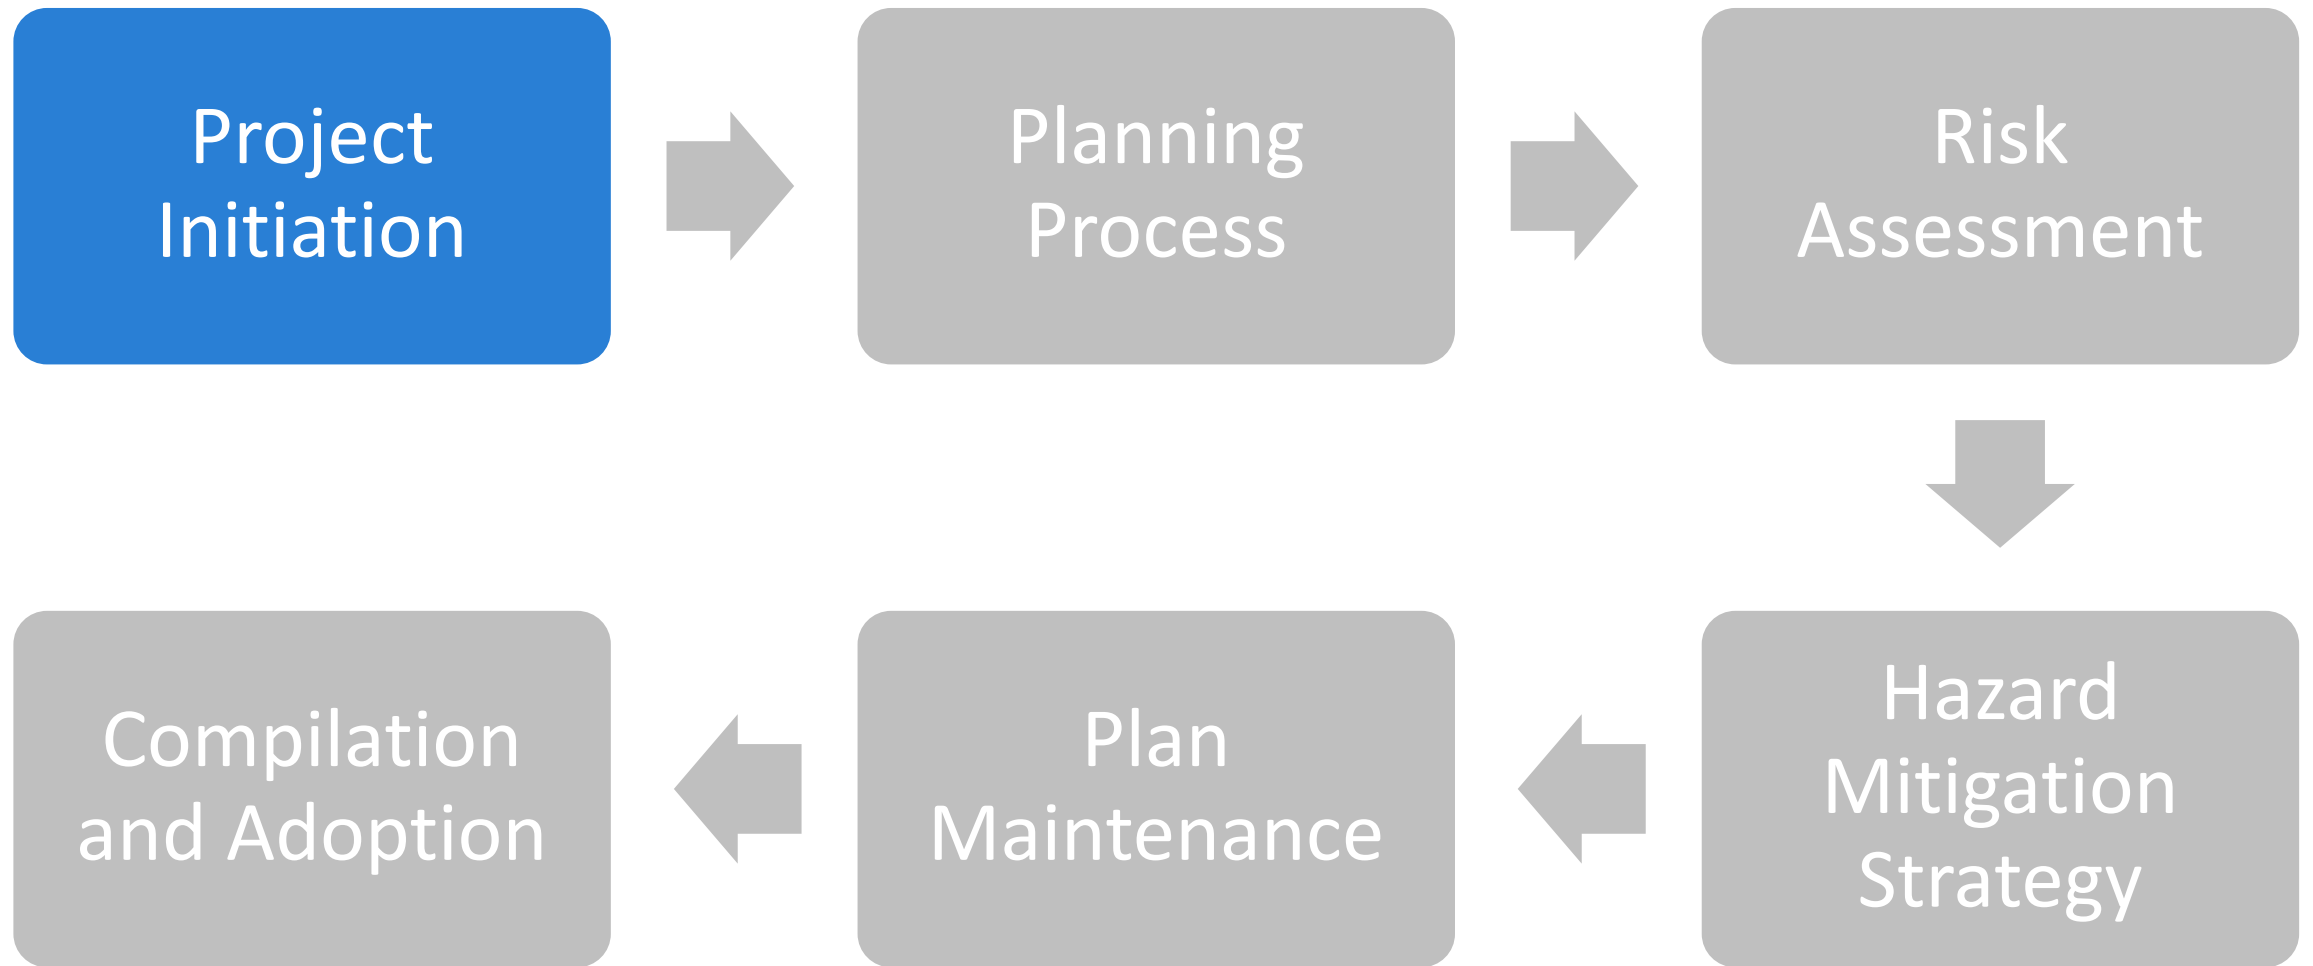 Project
Initiation
Planning
Process
Risk
Assessment
Hazard
Mitigation
Strategy
Plan
Maintenance
Compilation
and Adoption